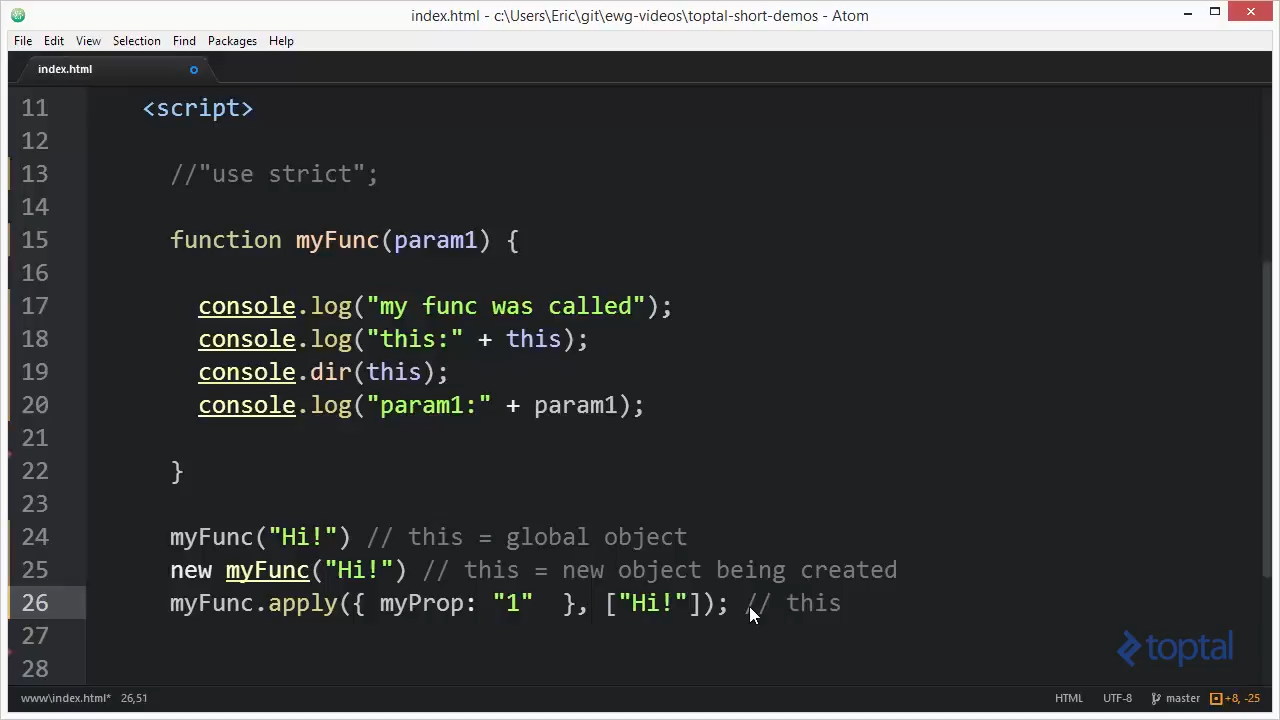 index.html - c:\Users\Eric\git\ewg-videos\toptal-short-demos - Atom
File Edit View Selection Find Packages Help
index.html
11 <script>
12
13 //"use strict";
14
15 function myFunc(param1) {
16
17 console.log("my func was called");
18 console.log("this:" + this);
19 console.dir(this);
20 console.log("param1:" + param1);
21
22 }
23
24 myFunc("Hi!") // this = global object
25 new myFunc("Hi!") // this = new object being created
26 myFunc.apply({ myProp: "1"  }, ["Hi!"]); // this
27
28
toptal
www\index.html* 26,51 HTML UTF-8 master +8, -25